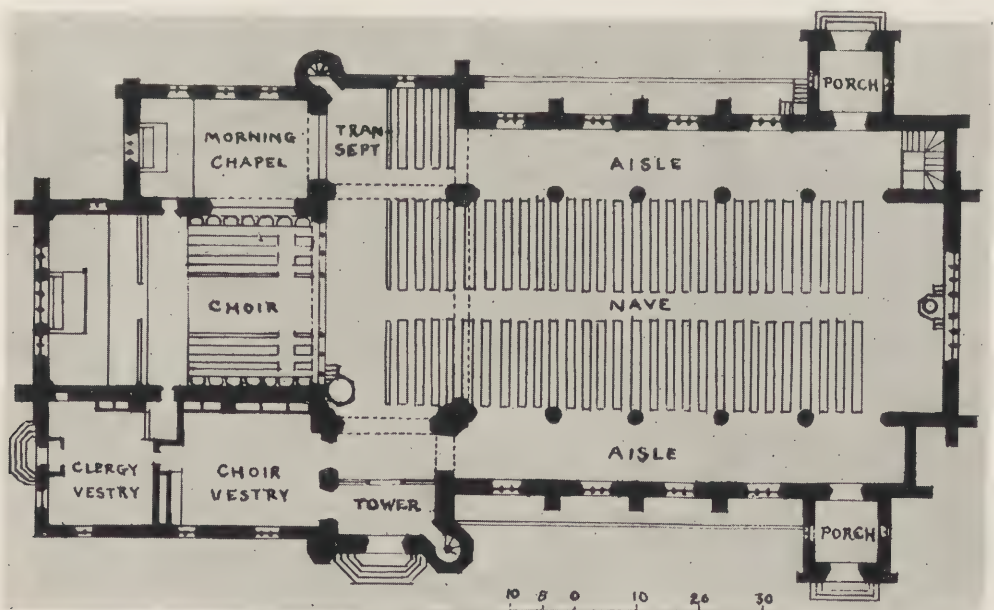 PORCH
MORNING
CHAPEL
TRAN-
SEPT
AISLE
CHOIR
NAVE
AISLE
CLERGY
VESTRY
CHOIR
VESTRY
TOWER
PORCH
10 5 0 10 20 30